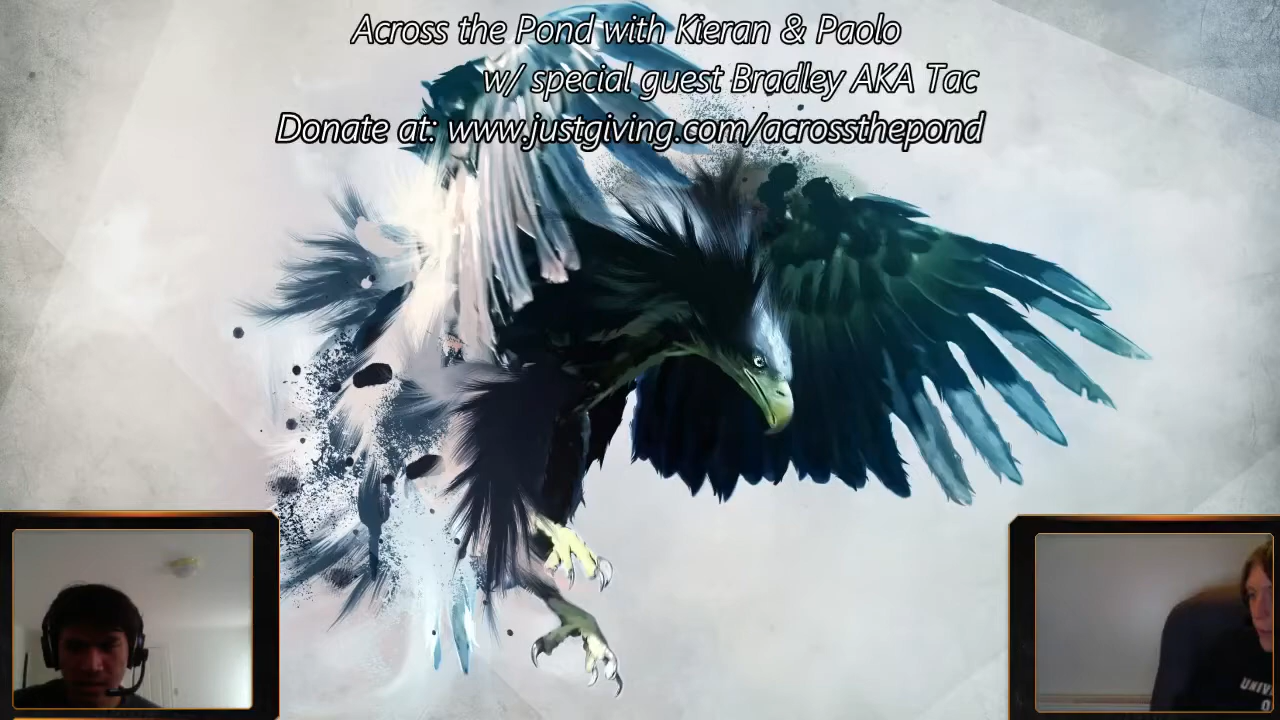 Across the Pond with Kieran & Paolo
w/ special guest Bradley AKA Tac
Donate at: www.justgiving.com/acrossthepond